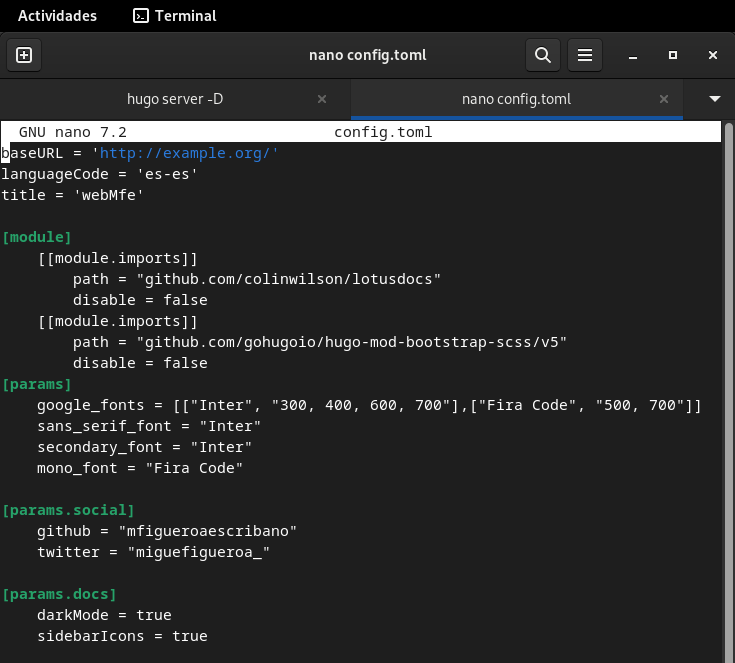 Actividades Terminal
nano config.toml
hugo server -D nano config.toml
GNU nano 7.2 config.toml
baseURL = 'http://example.org/'
languageCode = 'es-es'
title = 'webMfe'
[module]
[[module.imports]]
path = "github.com/colinwilson/lotusdocs"
disable = false
[[module.imports]]
path = "github.com/gohugoio/hugo-mod-bootstrap-scss/v5"
disable = false
[params]
google_fonts = [["Inter", "300, 400, 600, 700"],["Fira Code", "500, 700"]]
sans_serif_font = "Inter"
secondary_font = "Inter"
mono_font = "Fira Code"
[params.social]
github = "mfigueroaescribano"
twitter = "miguefigueroa_"
[params.docs]
darkMode = true
sidebarIcons = true